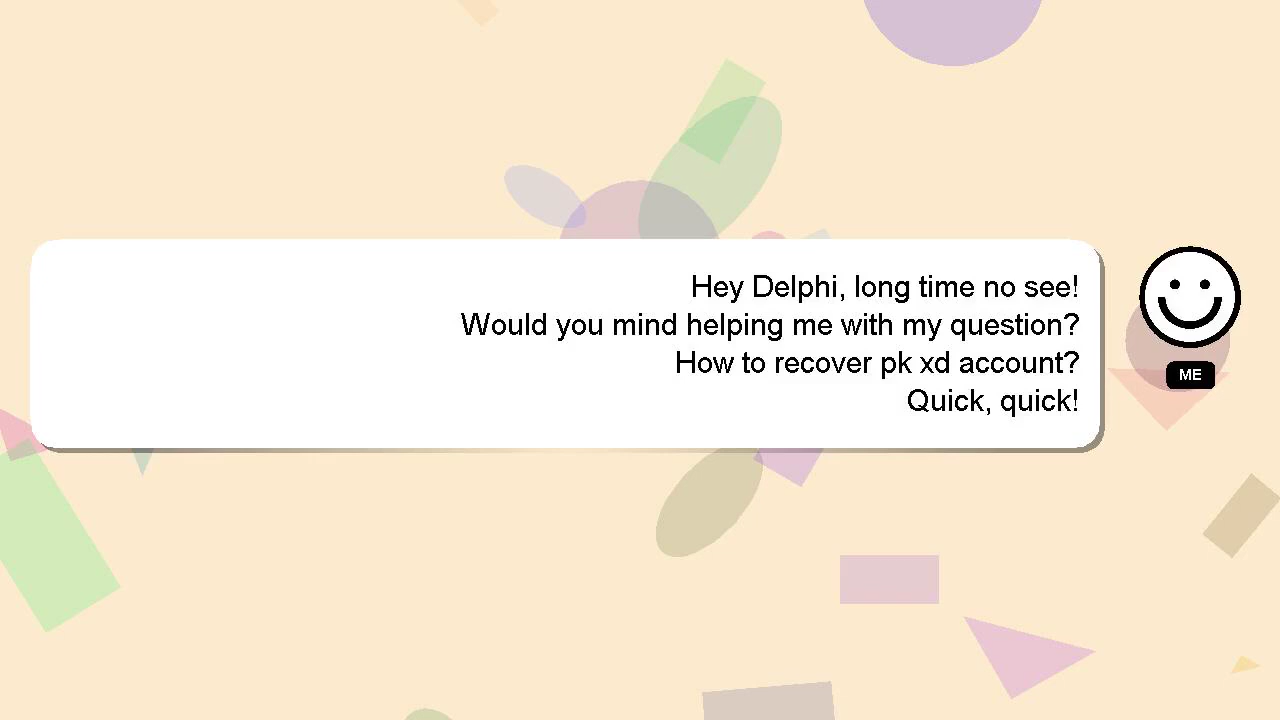 Hey Delphi, long time no see!
Would you mind helping me with my question?
How to recover pk xd account?
Quick, quick!
ME